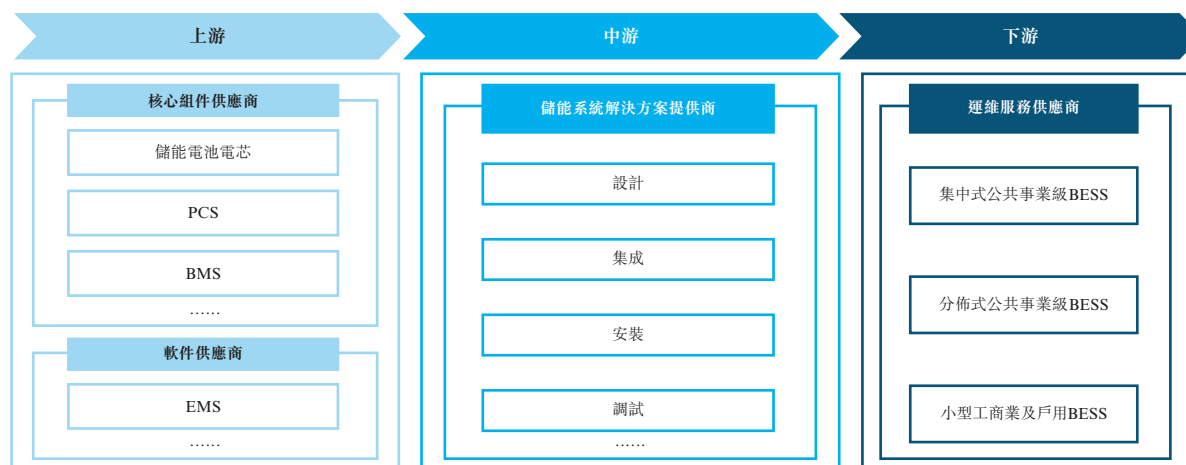 上游
核心組件供應商
儲能電池電芯
PCS
BMS
......
軟件供應商
EMS
......
中游
儲能系統解決方案提供商
設計
集成
安裝
調試
......
下游
運維服務供應商
集中式公共事業級BESS
分佈式公共事業級BESS
小型工商業及戶用BESS